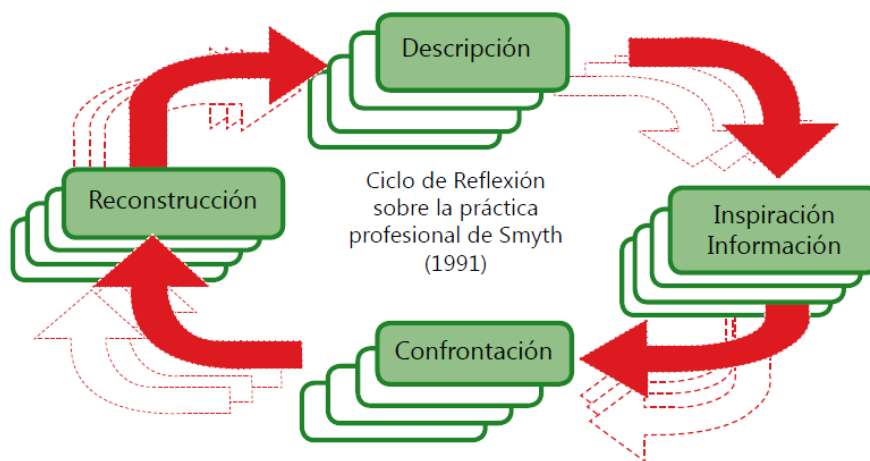 Descripción
Reconstrucción
Ciclo de Reflexión
sobre la práctica
profesional de Smyth
(1991)
Inspiración
Información
Confrontación